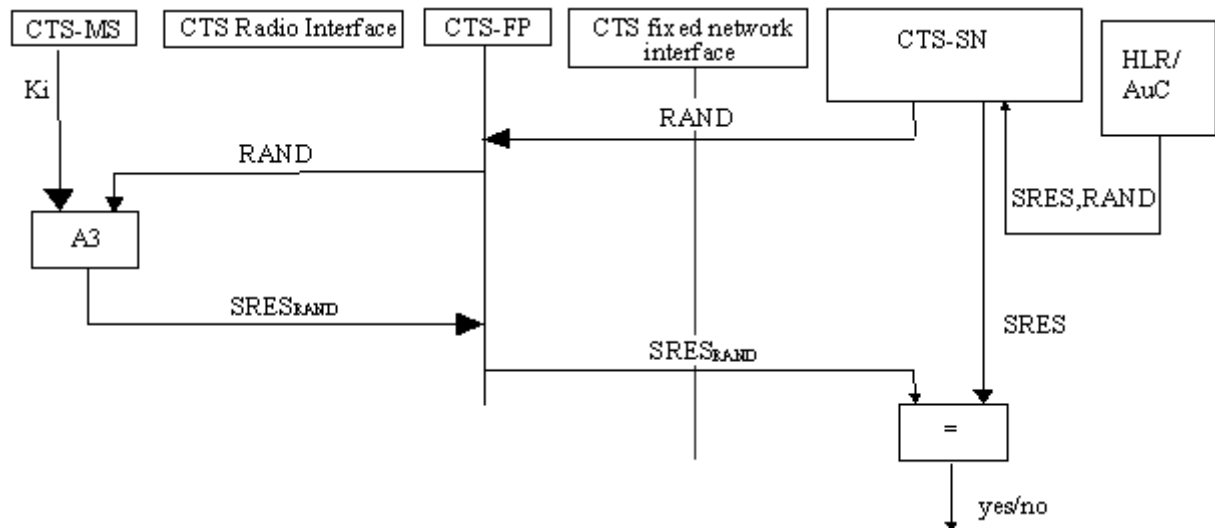 CTS-MS
CTS Radio Interface
CTS-FP
CTS fixed network
interface
CTS-SN
HLR/
AuC
Ki
RAND
RAND
SRES,RAND
A3
SRESRAND
SRES
SRESRAND
=
yes/no